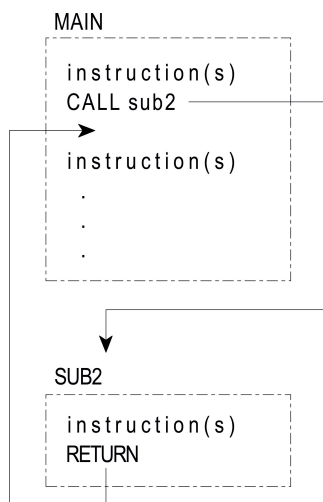 MAIN
instruction(s)
CALL sub2
instruction(s)
.
.
.
SUB2
instruction(s)
RETURN